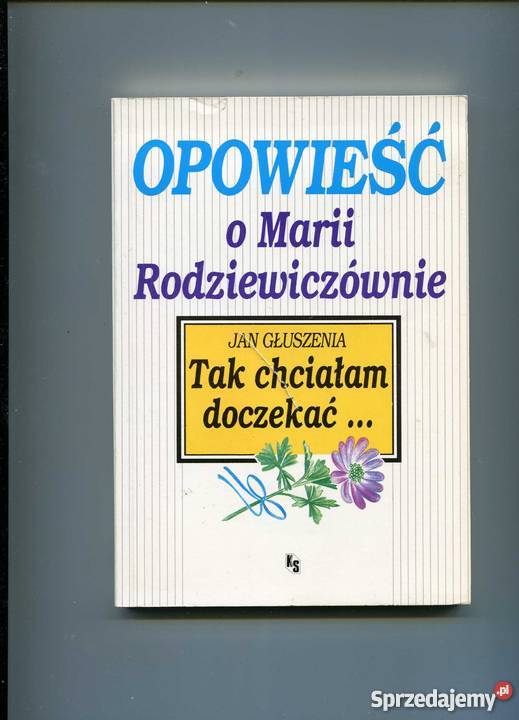 OPOWIEŚĆ
o Marii
Rodziewiczównie
JAN GŁUSZENIA
Tak chciałam
doczekać ...
KS
Sprzedajemy.pl